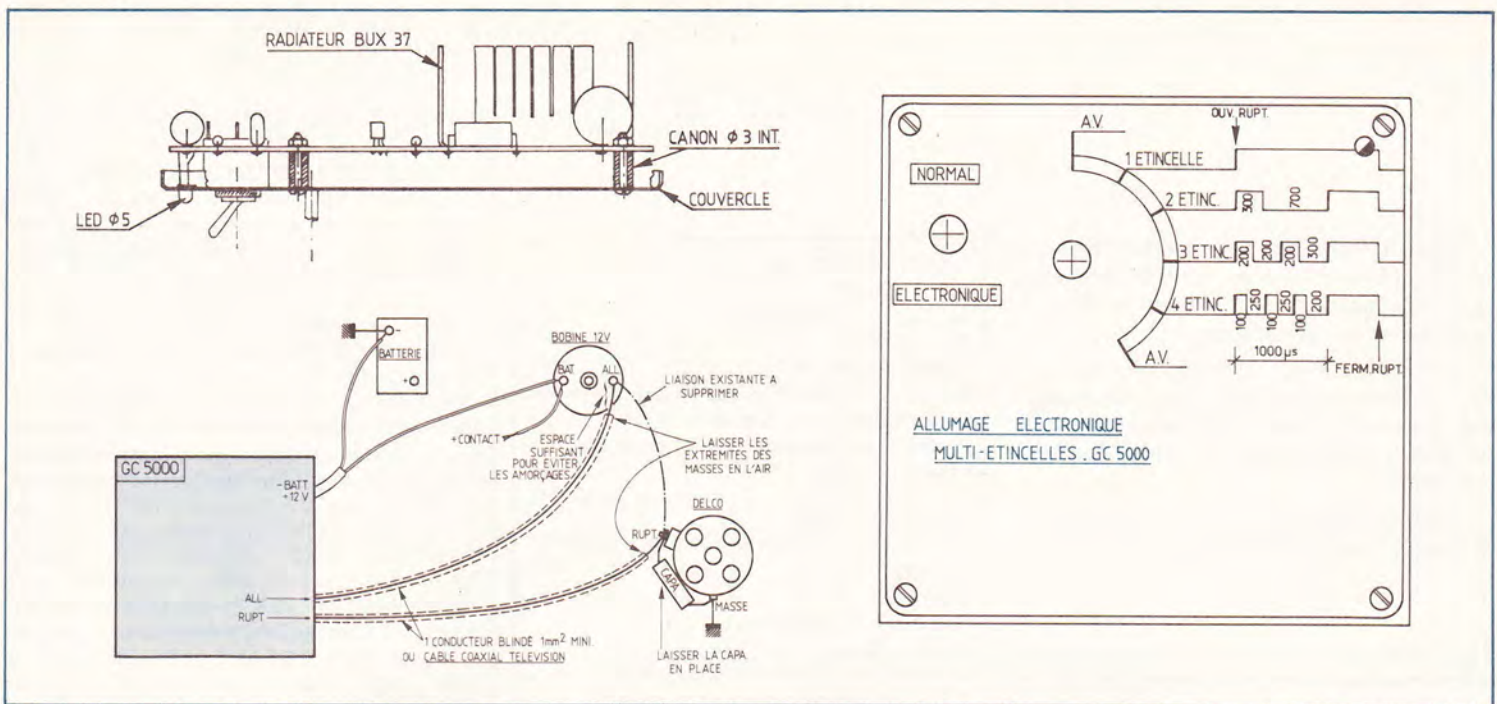 RADIATEUR BUX 37
CANON ϕ 3 INT.
COUVERCLE
LED ϕ5
BATTERIE
-
+
BOBINE 12V
BAT.
ALL
LIAISON EXISTANTE A
SUPPRIMER
+CONTACT
ESPACE
SUFFISANT
POUR EVITER
LES AMORÇAGES
LAISSER LES
EXTREMITÉS DES
MASSES EN L'AIR
GC 5000
-BATT
+12 V
DELCO
RUPT.
CAPA.
MASSE
ALL
RUPT
1 CONDUCTEUR BLINDÉ 1mm² MINI.
OU CABLE COAXIAL TELEVISION
LAISSER LA CAPA.
EN PLACE
A.V.
OUV. RUPT.
NORMAL
1 ETINCELLE
2 ETINC.
300
700
3 ETINC.
200
200
200
300
ELECTRONIQUE
4 ETINC.
100
250
100
250
100
200
A.V.
1000µs
FERM.RUPT.
ALLUMAGE ELECTRONIQUE
MULTI-ETINCELLES . GC 5000